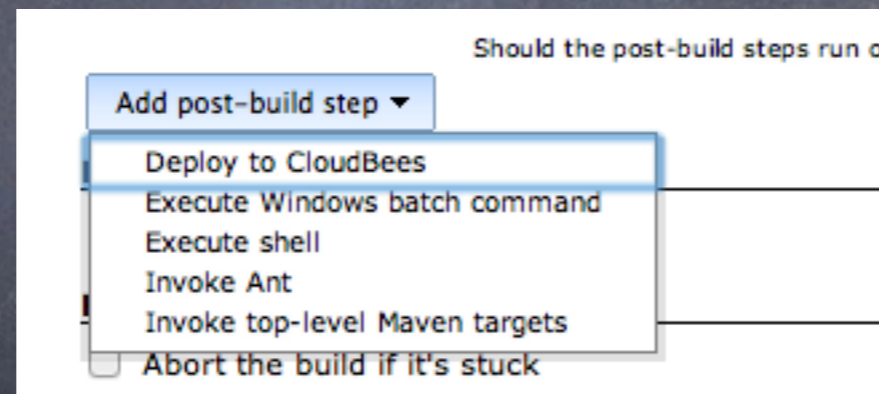 Should the post-build steps run
Add post-build step
Deploy to CloudBees
Execute Windows batch command
Execute shell
Invoke Ant
Invoke top-level Maven targets
Abort the build if it's stuck